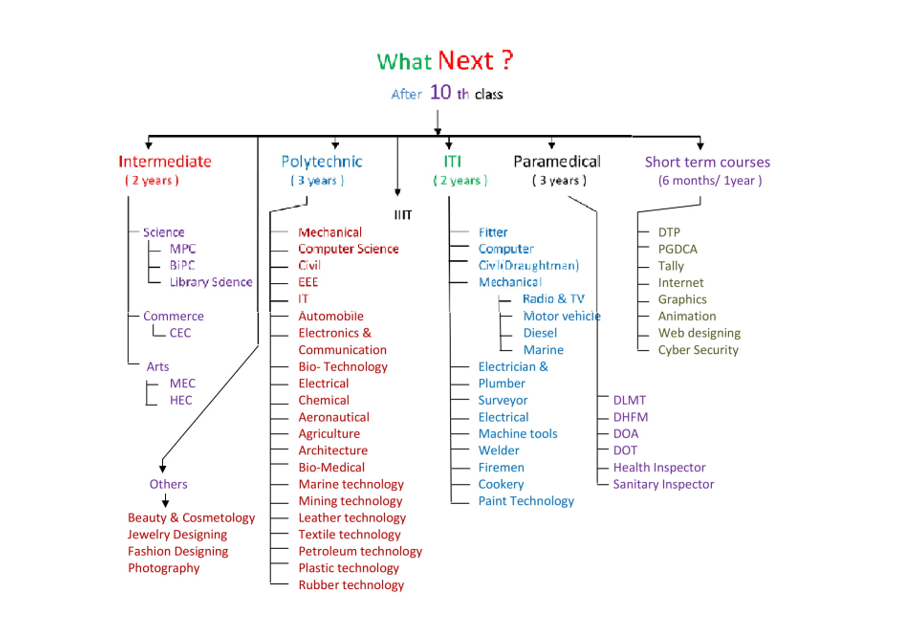 What Next ?
After 10 th class
Intermediate
( 2 years )
Science
MPC
BiPC
Library Sdence
Commerce
CEC
Arts
MEC
HEC
Others
Beauty & Cosmetology
Jewelry Designing
Fashion Designing
Photography
Polytechnic
( 3 years )
Mechanical
Computer Science
Civil
EEE
IT
Automobile
Electronics &
Communication
Bio- Technology
Electrical
Chemical
Aeronautical
Agriculture
Architecture
Bio-Medical
Marine technology
Mining technology
Leather technology
Textile technology
Petroleum technology
Plastic technology
Rubber technology
IIIT
ITI
( 2 years )
Fitter
Computer
Civil(Draughtman)
Mechanical
Radio & TV
Motor vehicle
Diesel
Marine
Electrician &
Plumber
Surveyor
Electrical
Machine tools
Welder
Firemen
Cookery
Paint Technology
Paramedical
( 3 years )
DLMT
DHFM
DOA
DOT
Health Inspector
Sanitary Inspector
Short term courses
(6 months/ 1year )
DTP
PGDCA
Tally
Internet
Graphics
Animation
Web designing
Cyber Security